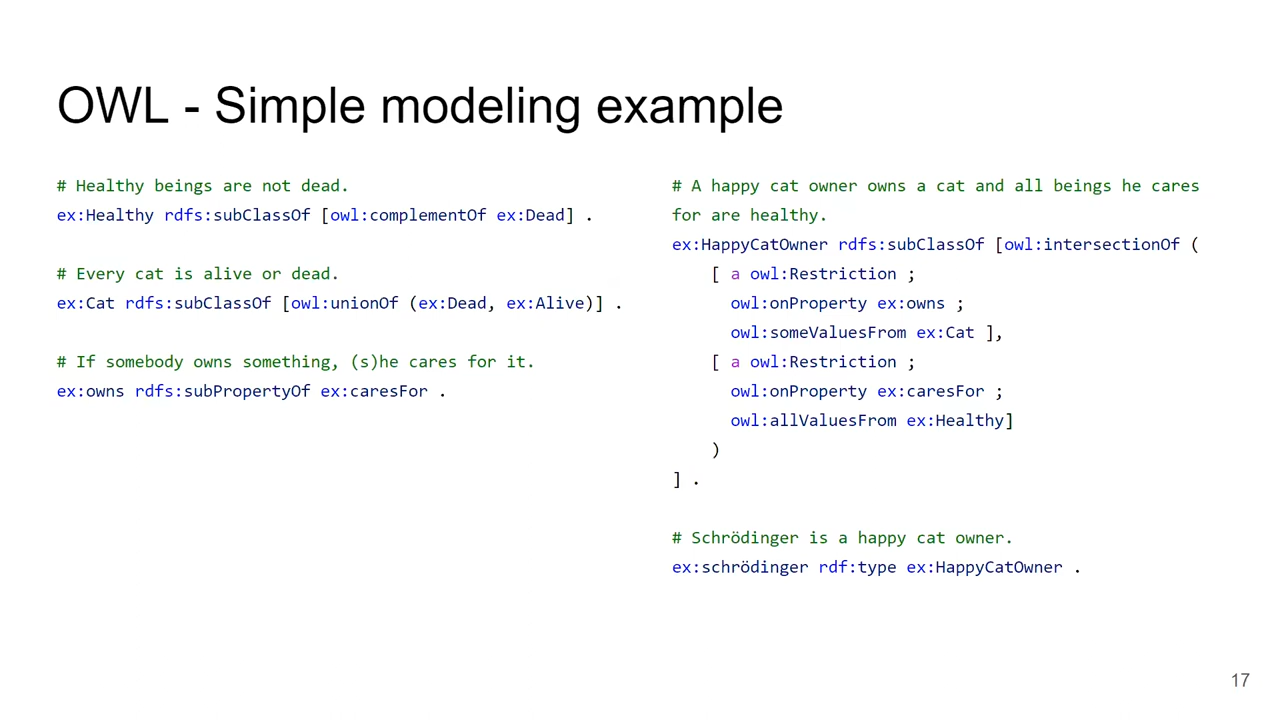 OWL - Simple modeling example
# Healthy beings are not dead.
ex:Healthy rdfs:subClassOf [owl:complementOf ex:Dead] .
# Every cat is alive or dead.
ex:Cat rdfs:subClassOf [owl:unionOf (ex:Dead, ex:Alive)] .
# If somebody owns something, (s)he cares for it.
ex:owns rdfs:subPropertyOf ex:caresFor .
# A happy cat owner owns a cat and all beings he cares
for are healthy.
ex:HappyCatOwner rdfs:subClassOf [owl:intersectionOf (
[ a owl:Restriction ;
owl:onProperty ex:owns ;
owl:someValuesFrom ex:Cat ],
[ a owl:Restriction ;
owl:onProperty ex:caresFor ;
owl:allValuesFrom ex:Healthy]
)
] .
# Schrödinger is a happy cat owner.
ex:schrödinger rdf:type ex:HappyCatOwner .
17